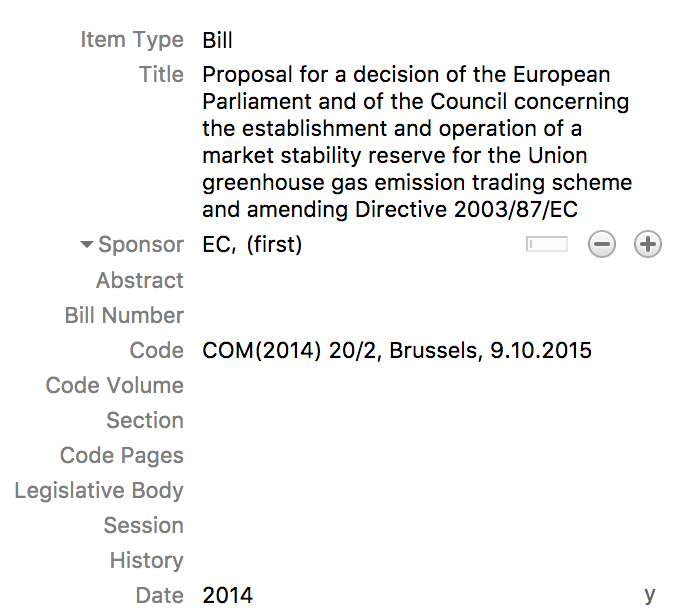 Item Type Bill
Title Proposal for a decision of the European
Parliament and of the Council concerning
the establishment and operation of a
market stability reserve for the Union
greenhouse gas emission trading scheme
and amending Directive 2003/87/EC
Sponsor EC, (first)
Abstract
Bill Number
Code COM(2014) 20/2, Brussels, 9.10.2015
Code Volume
Section
Code Pages
Legislative Body
Session
History
Date 2014 y